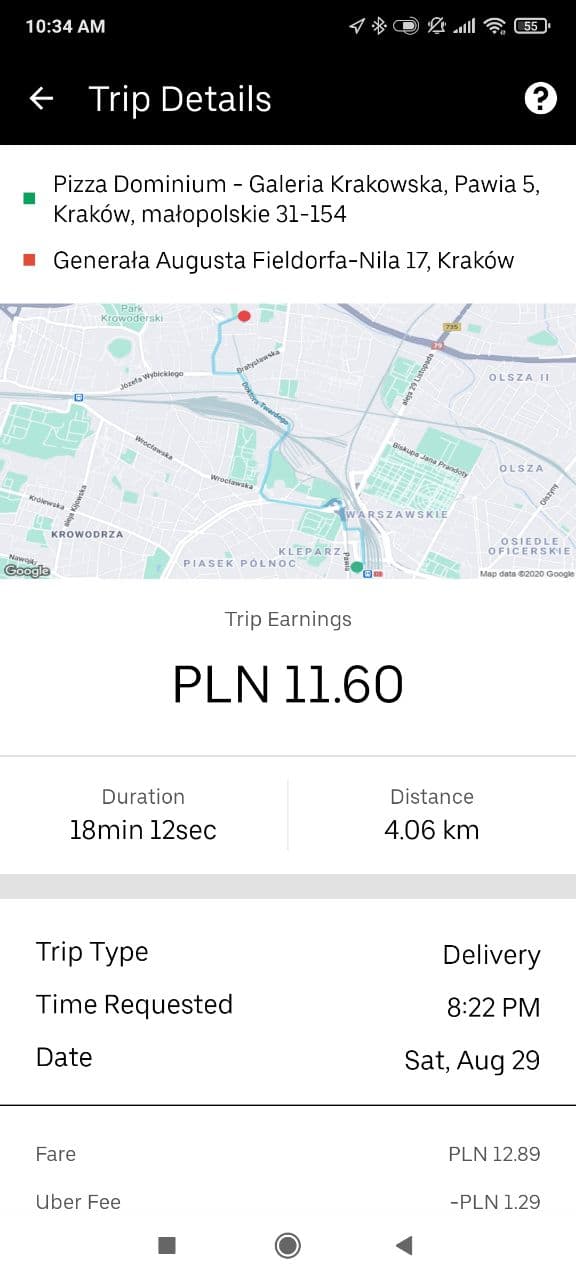 10:34 AM
55
Trip Details
?
Pizza Dominium - Galeria Krakowska, Pawia 5,
Kraków, małopolskie 31-154
Generała Augusta Fieldorfa-Nila 17, Kraków
Park
Krowoderski
735
79
Bratysławska
OLSZA II
Józefa Wybickiego
aleja 29 Listopada
Doktora Twardego
Wrocławska
Biskupa Jana Prandoty
OLSZA
Wrocławska
Królewska
aleja Kijowska
Olszyny
WARSZAWSKIE
KROWODRZA
OSIEDLE
OFICERSKIE
KLEPARZ
Nawojki
PIASEK PÓŁNOC
Pawia
Google
Map data ©2020 Google
Trip Earnings
PLN 11.60
Duration
Distance
18min 12sec
4.06 km
Trip Type
Delivery
Time Requested
8:22 PM
Date
Sat, Aug 29
Fare
PLN 12.89
Uber Fee
-PLN 1.29